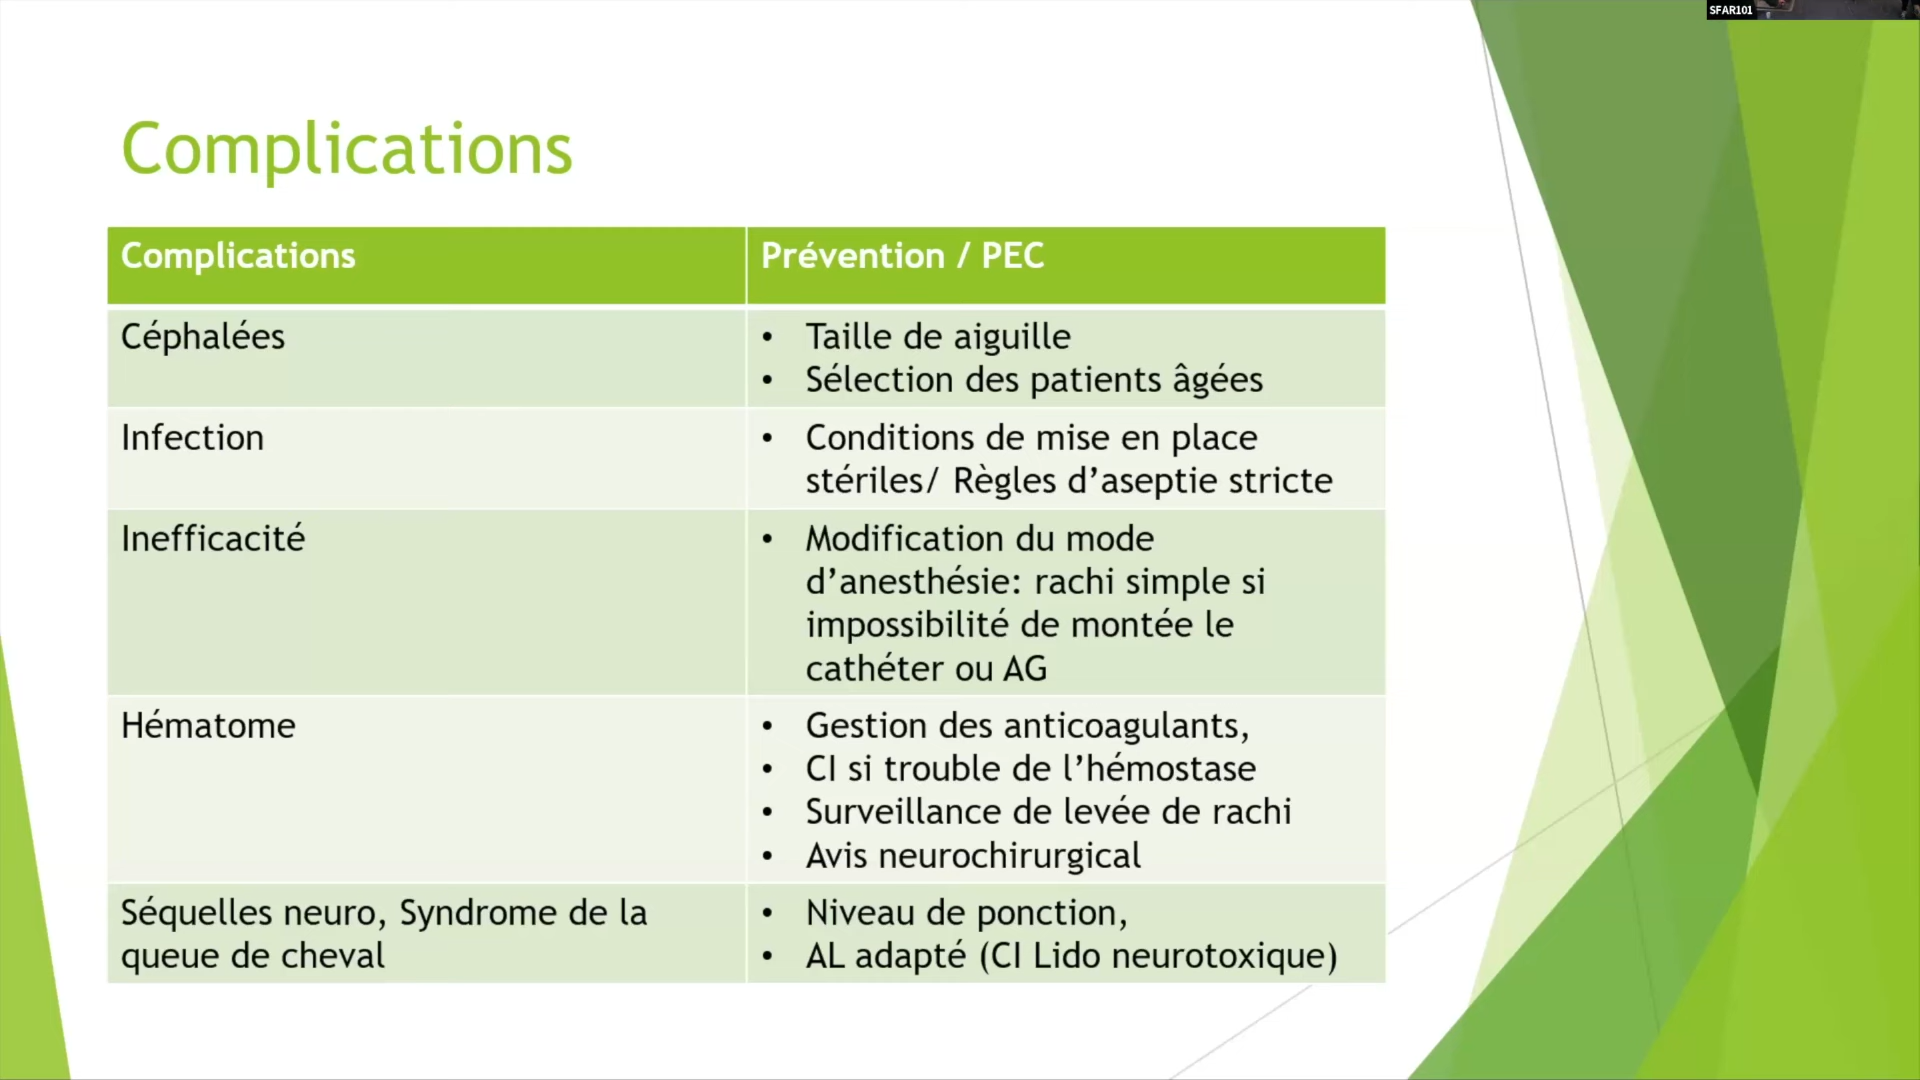 SFAR101
Complications
Complications
Prévention / PEC
Céphalées
• Taille de aiguille
• Sélection des patients âgées
Infection
• Conditions de mise en place
stériles/ Règles d’aseptie stricte
Inefficacité
• Modification du mode
d’anesthésie: rachi simple si
impossibilité de montée le
cathéter ou AG
Hématome
• Gestion des anticoagulants,
• CI si trouble de l’hémostase
• Surveillance de levée de rachi
• Avis neurochirurgical
Séquelles neuro, Syndrome de la
queue de cheval
• Niveau de ponction,
• AL adapté (CI Lido neurotoxique)